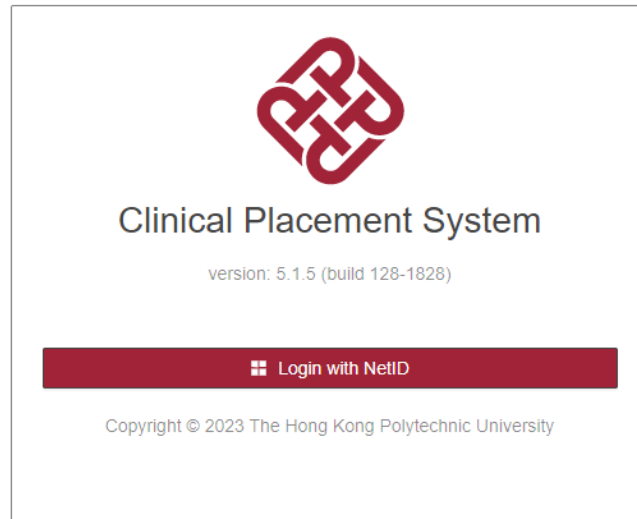 Clinical Placement System
version: 5.1.5 (build 128-1828)
Login with NetID
Copyright © 2023 The Hong Kong Polytechnic University